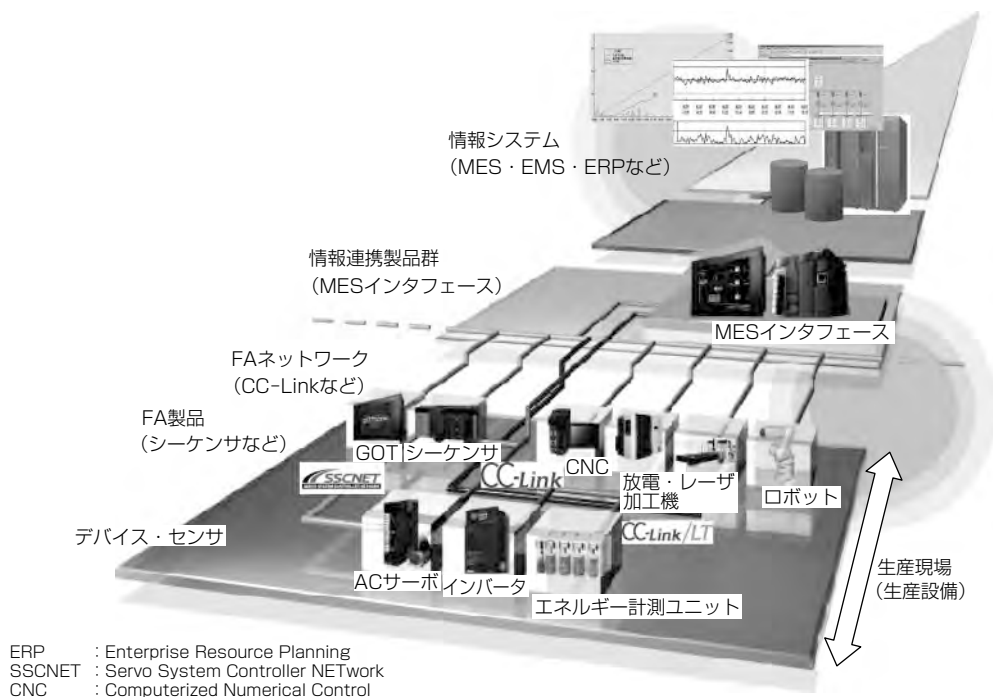 情報システム
（MES・EMS・ERPなど）
情報連携製品群
（MESインタフェース）
MESインタフェース
FAネットワーク
（CC-Linkなど）
FA製品
（シーケンサなど）
GOT
シーケンサ
CNC
放電・レーザ
加工機
ロボット
SSCNET
SERVO SYSTEM CONTROLLER NETWORK
CC-Link
CC-Link/LT
デバイス・センサ
ACサーボ
インバータ
エネルギー計測ユニット
生産現場
（生産設備）
ERP : Enterprise Resource Planning
SSCNET : Servo System Controller NETwork
CNC : Computerized Numerical Control